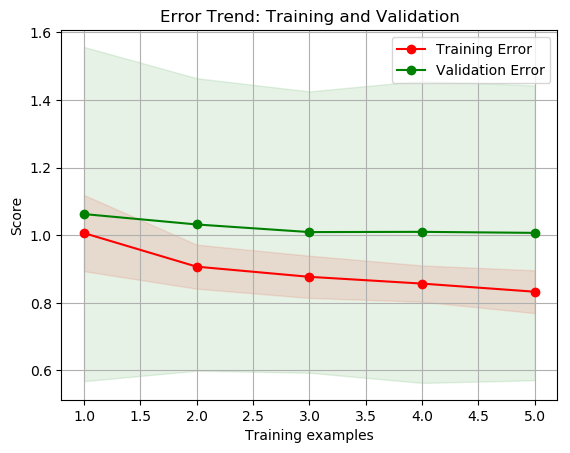 Error Trend: Training and Validation
Training Error
Validation Error
Score
1.6
1.4
1.2
1.0
0.8
0.6
1.0 1.5 2.0 2.5 3.0 3.5 4.0 4.5 5.0
Training examples